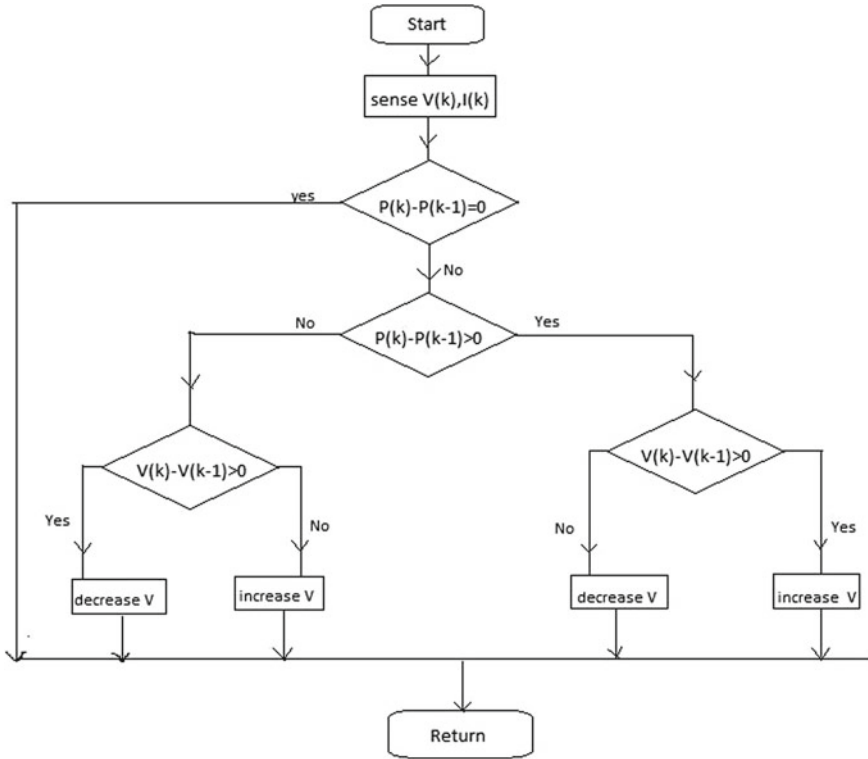 Start
sense V(k),I(k)
yes
P(k)-P(k-1)=0
No
No
P(k)-P(k-1)>0
Yes
V(k)-V(k-1)>0
V(k)-V(k-1)>0
Yes
No
No
Yes
decrease V
increase V
decrease V
increase V
Return